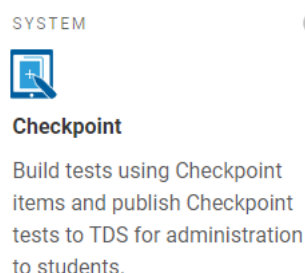 SYSTEM
Checkpoint
Build tests using Checkpoint
items and publish Checkpoint
tests to TDS for administration
to students.